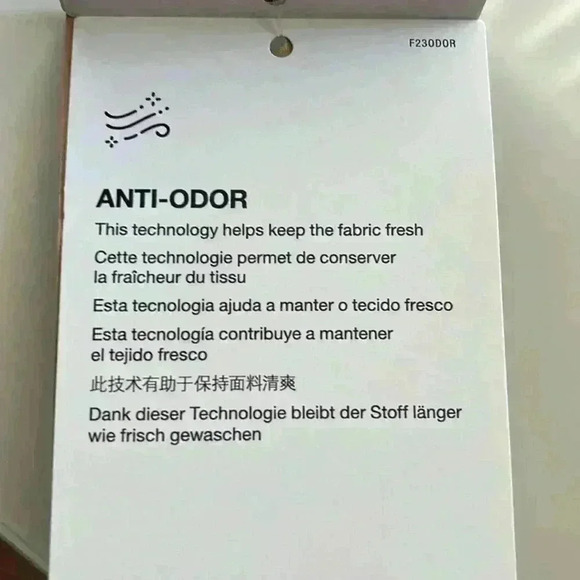 F23ODOR
ANTI-ODOR
This technology helps keep the fabric fresh
Cette technologie permet de conserver
la fraîcheur du tissu
Esta tecnologia ajuda a manter o tecido fresco
Esta tecnología contribuye a mantener
el tejido fresco
此技术有助于保持面料清爽
Dank dieser Technologie bleibt der Stoff länger
wie frisch gewaschen